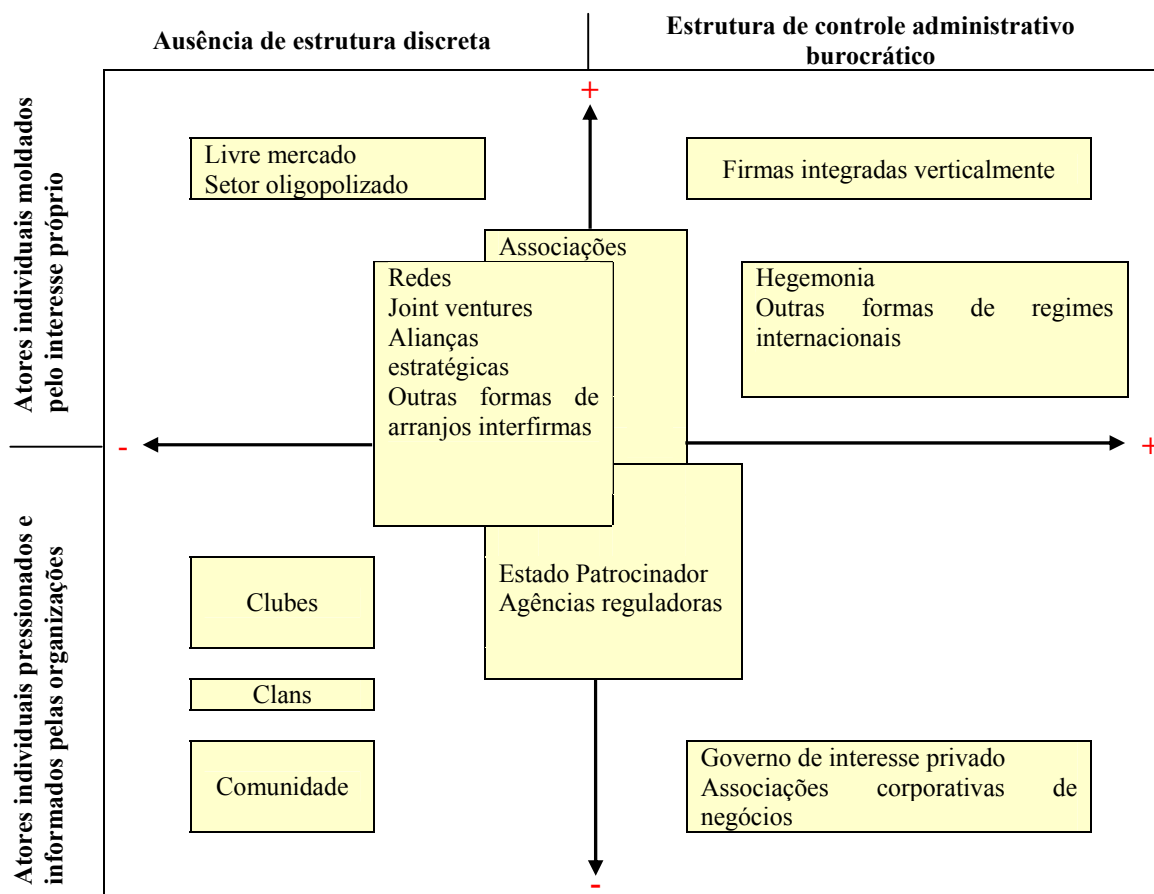 Ausência de estrutura discreta
Estrutura de controle administrativo
burocrático
Atores individuais moldados
pelo interesse próprio
+
Livre mercado
Setor oligopolizado
Firmas integradas verticalmente
Associações
Redes
Joint ventures
Alianças
estratégicas
Outras formas de
arranjos interfirmas
Hegemonia
Outras formas de regimes
internacionais
-
+
Atores individuais pressionados e
informados pelas organizações
Clubes
Clans
Comunidade
Estado Patrocinador
Agências reguladoras
Governo de interesse privado
Associações corporativas de
negócios
-